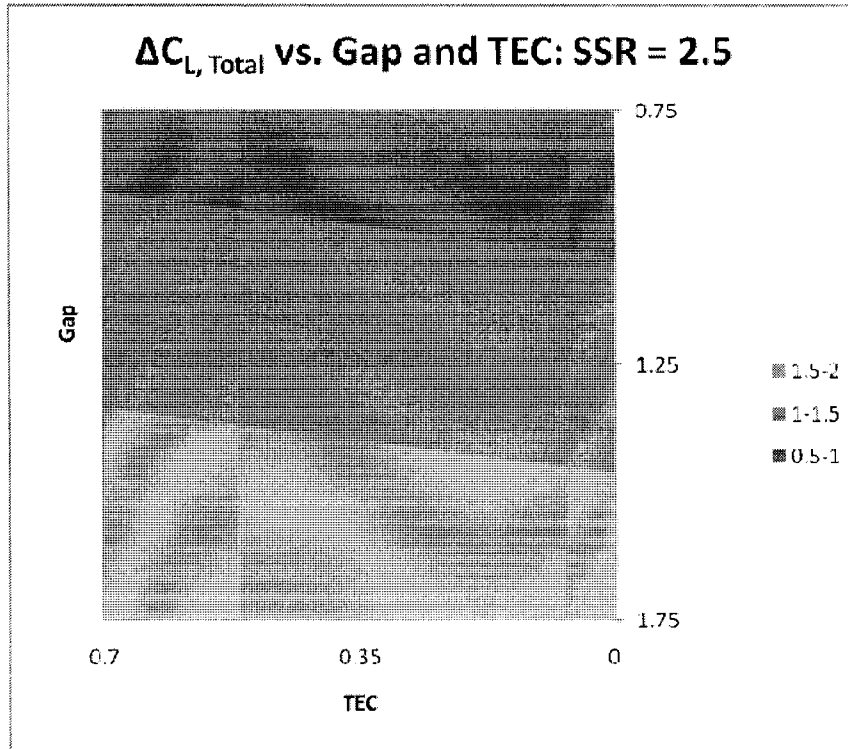 ΔC_L, Total vs. Gap and TEC: SSR = 2.5
0.75
Gap
1.25
1.5-2
1-1.5
0.5-1
1.75
0.7 0.35 0
TEC